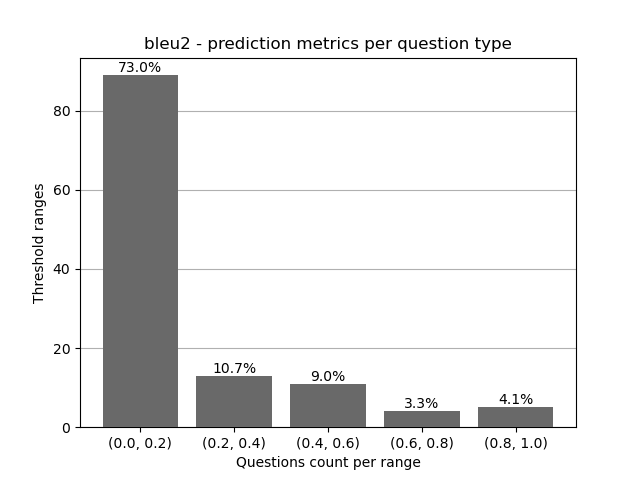 bleu2 - prediction metrics per question type
73.0%
10.7%
9.0%
3.3%
4.1%
80
60
40
20
0
Threshold ranges
(0.0, 0.2) (0.2, 0.4) (0.4, 0.6) (0.6, 0.8) (0.8, 1.0)
Questions count per range